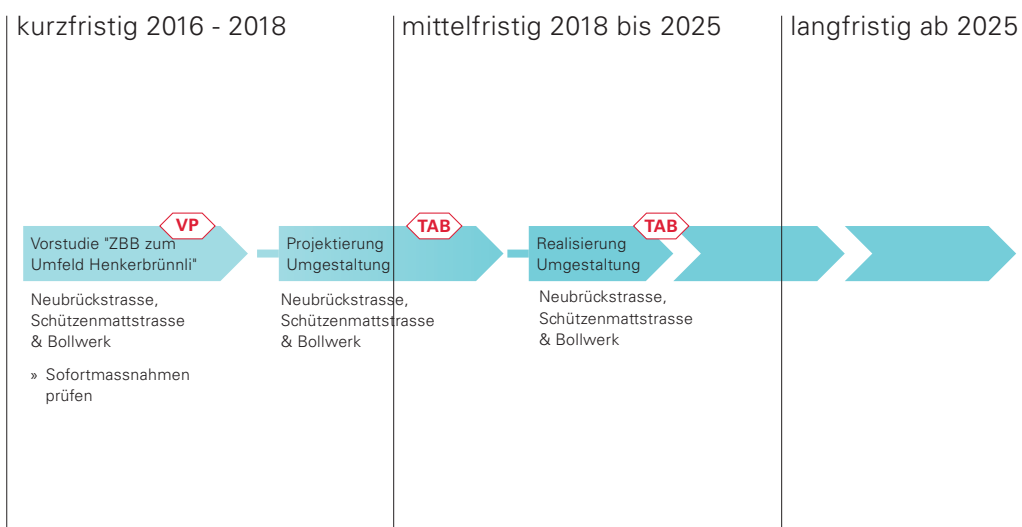 kurzfristig 2016 - 2018
mittelfristig 2018 bis 2025
langfristig ab 2025
VP
Vorstudie "ZBB zum
Umfeld Henkerbrünnli"
Neubrückstrasse,
Schützenmattstrasse
& Bollwerk
» Sofortmassnahmen
prüfen
TAB
Projektierung
Umgestaltung
Neubrückstrasse,
Schützenmattstrasse
& Bollwerk
TAB
Realisierung
Umgestaltung
Neubrückstrasse,
Schützenmattstrasse
& Bollwerk